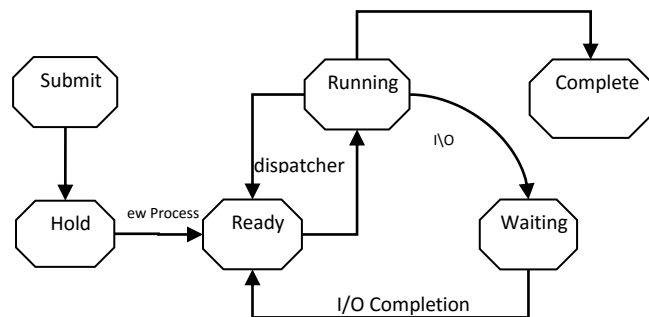 Submit
Running
Complete
I\O
dispatcher
ew Process
Hold
Ready
Waiting
I/O Completion